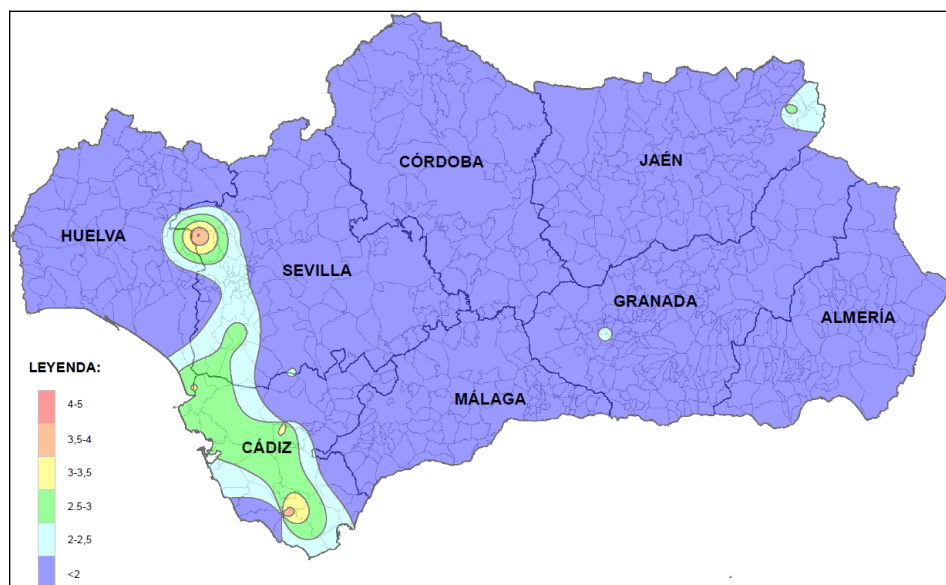 CÓRDOBA
JAÉN
HUELVA
SEVILLA
GRANADA
ALMERÍA
LEYENDA:
MÁLAGA
4-5
3,5-4
CÁDIZ
3-3,5
2.5-3
2-2,5
<2